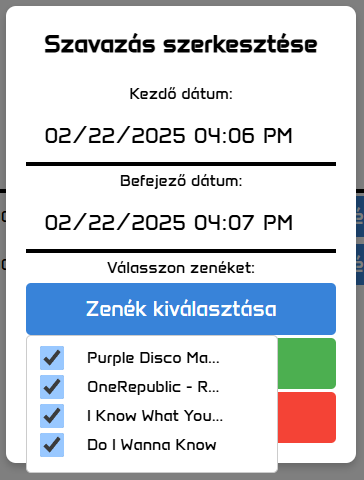 Szavazás szerkesztése
Kezdő dátum:
02/22/2025 04:06 PM
Befejező dátum:
02/22/2025 04:07 PM
Válasszon zenéket:
Zenék kiválasztása
Purple Disco Ma...
OneRepublic - R...
I Know What You...
Do I Wanna Know